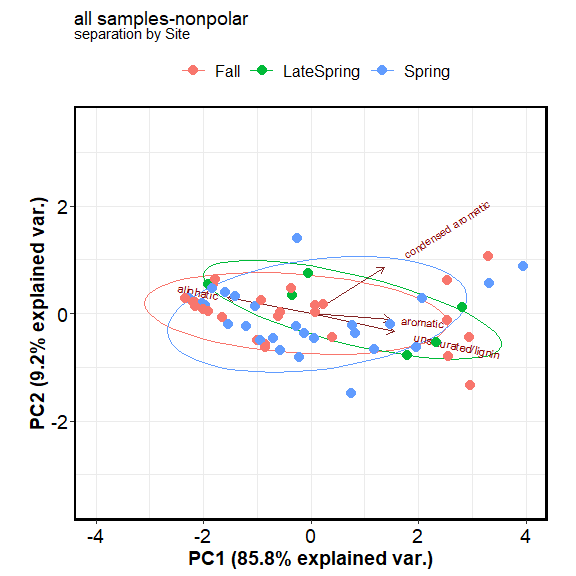 all samples-nonpolar
separation by Site
Fall LateSpring Spring
condensed aromatic
aliphatic
aromatic
unsaturated/lignin
2
0
-2
-4 -2 0 2 4
PC1 (85.8% explained var.)
PC2 (9.2% explained var.)